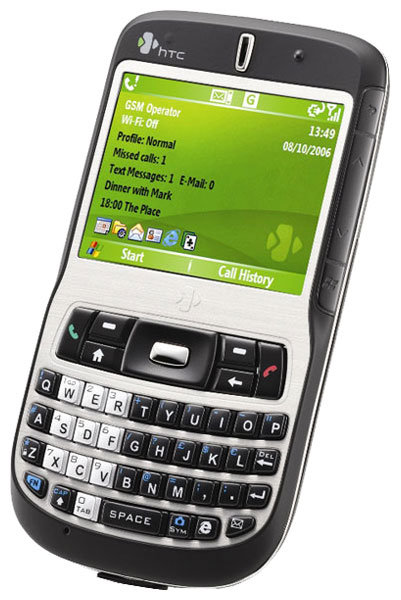 hTC
G
GSM Operator
Wi-Fi: Off
13:49
Profile: Normal
08/10/2006
Missed calls: 1
Text Messages: 1 E-Mail: 0
Dinner with Mark
18:00 The Place
Start
Call History
Q W E R T Y U I O P
A S D F G H J K L DEL
Z X C V B N M , .
FN CAP TAB SPACE SYM